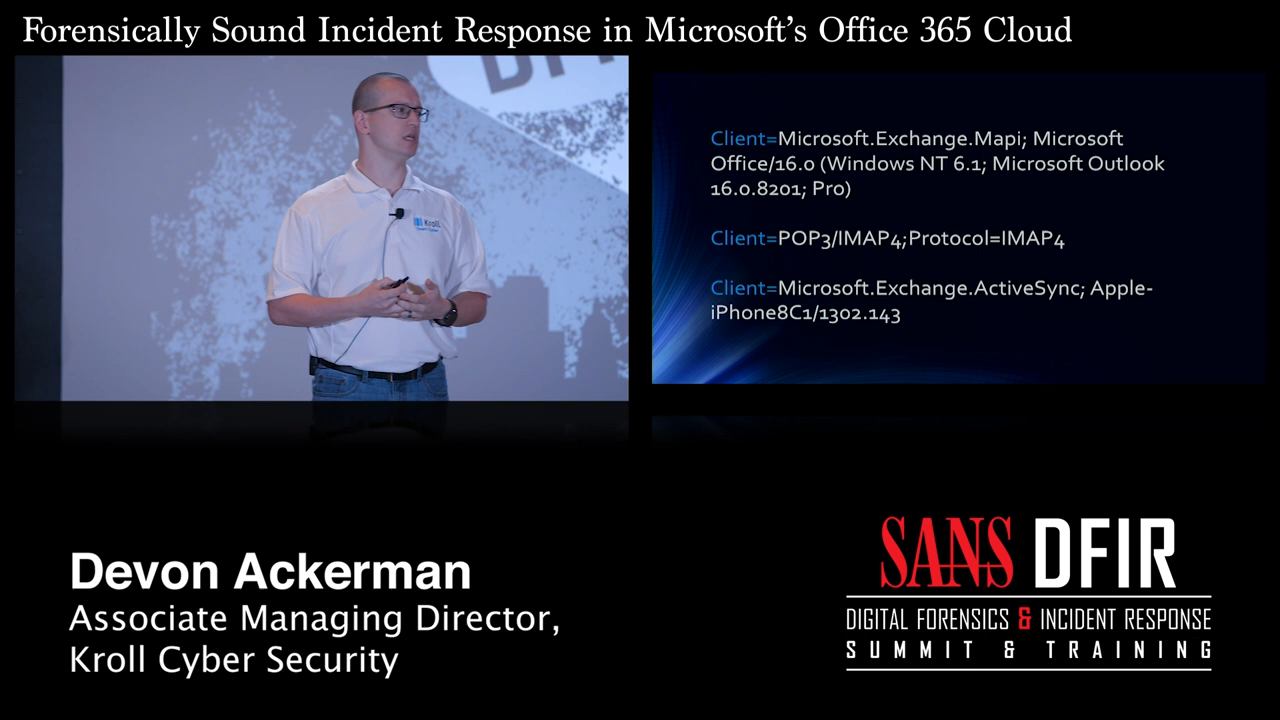 Forensically Sound Incident Response in Microsoft's Office 365 Cloud
DFIR
Kroll
Client=Microsoft.Exchange.Mapi; Microsoft
Office/16.0 (Windows NT 6.1; Microsoft Outlook
16.0.8201; Pro)
Client=POP3/IMAP4;Protocol=IMAP4
Client=Microsoft.Exchange.ActiveSync; Apple-
iPhone8C1/1302.143
Devon Ackerman
Associate Managing Director,
Kroll Cyber Security
SANS DFIR
DIGITAL FORENSICS & INCIDENT RESPONSE
SUMMIT & TRAINING